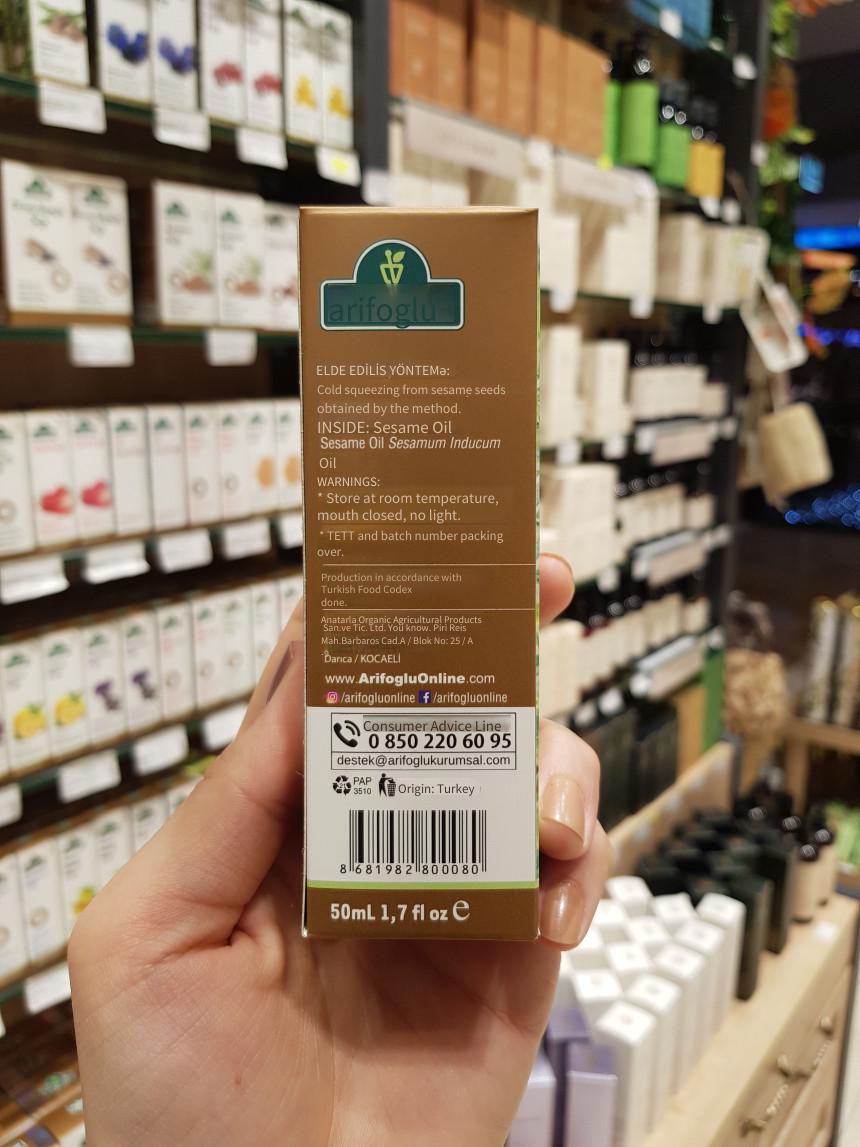 arifoglu
ELDE EDİLİS YÖNTEMə:
Cold squeezing from sesame seeds
obtained by the method.
INSIDE: Sesame Oil
Sesame Oil Sesamum Inducum
Oil
WARNINGS:
* Store at room temperature,
mouth closed, no light.
* TETT and batch number packing
over.
Production in accordance with
Turkish Food Codex
done.
Anatarla Organic Agricultural Products
San.ve Tic. Ltd. You know. Piri Reis
Mah.Barbaros Cad.A / Blok No: 25 / A
Darıca / KOCAELİ
www.ArifogluOnline.com
/arifogluonline /arifogluonline
Consumer Advice Line
0 850 220 60 95
destek@arifoglukurumsal.com
PAP
3510
Origin: Turkey
8 681982 800080
50mL 1,7 fl oz e